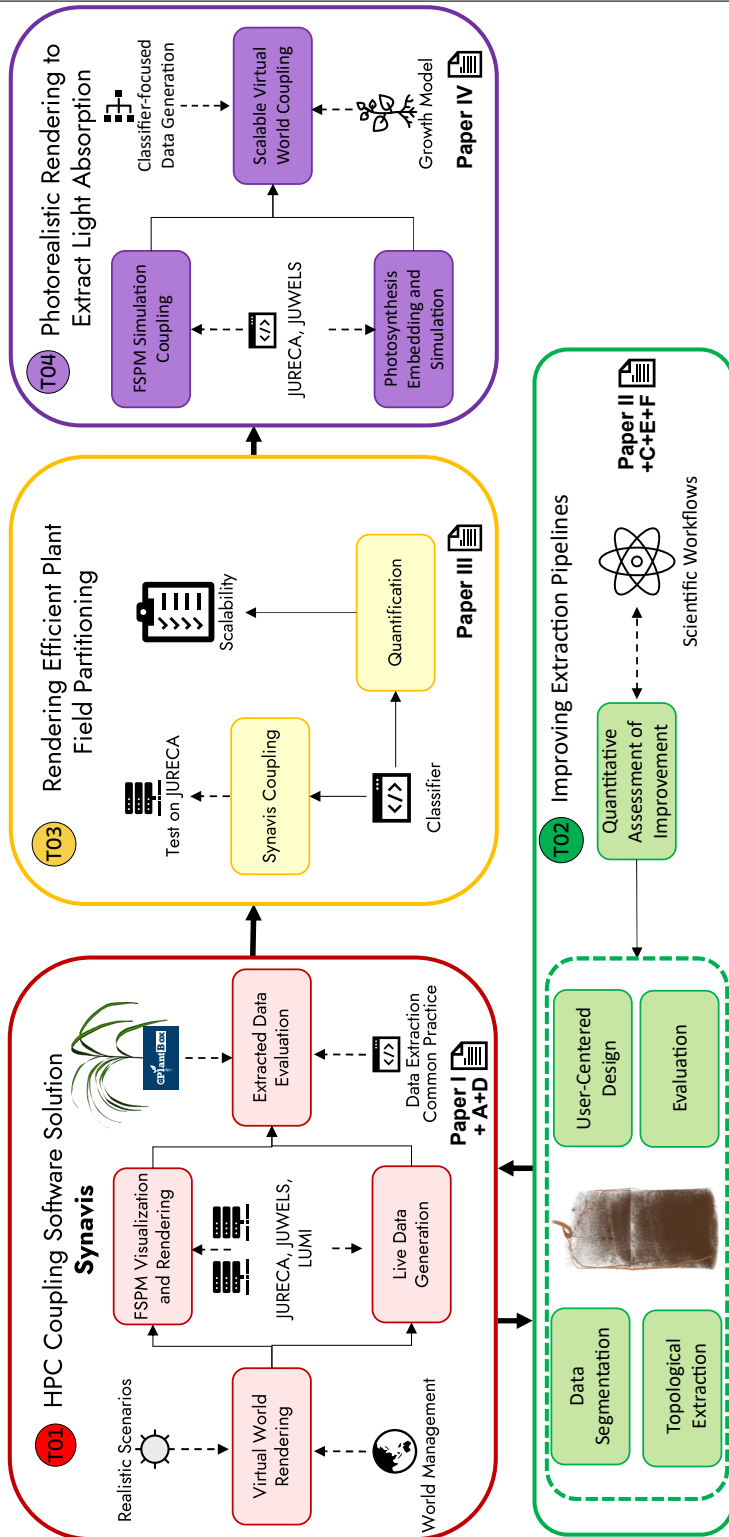 T01 HPC Coupling Software Solution
Synavis
Realistic Scenarios
Virtual World
Rendering
World Management
FSPM Visualization
and Rendering
JURECA, JUWELS,
LUMI
Live Data
Generation
CPlantBox
Extracted Data
Evaluation
Data Extraction
Common Practice
Paper I
+ A+D
T03 Rendering Efficient Plant
Field Partitioning
Test on JURECA
Synavis Coupling
Classifier
Scalability
Quantification
Paper III
T04 Photorealistic Rendering to
Extract Light Absorption
FSPM Simulation
Coupling
JURECA, JUWELS
Photosynthesis
Embedding and
Simulation
Classifier-focused
Data Generation
Scalable Virtual
World Coupling
Growth Model
Paper IV
T02 Improving Extraction Pipelines
Data
Segmentation
Topological
Extraction
User-Centered
Design
Evaluation
Quantitative
Assessment of
Improvement
Scientific Workflows
Paper II
+C+E+F